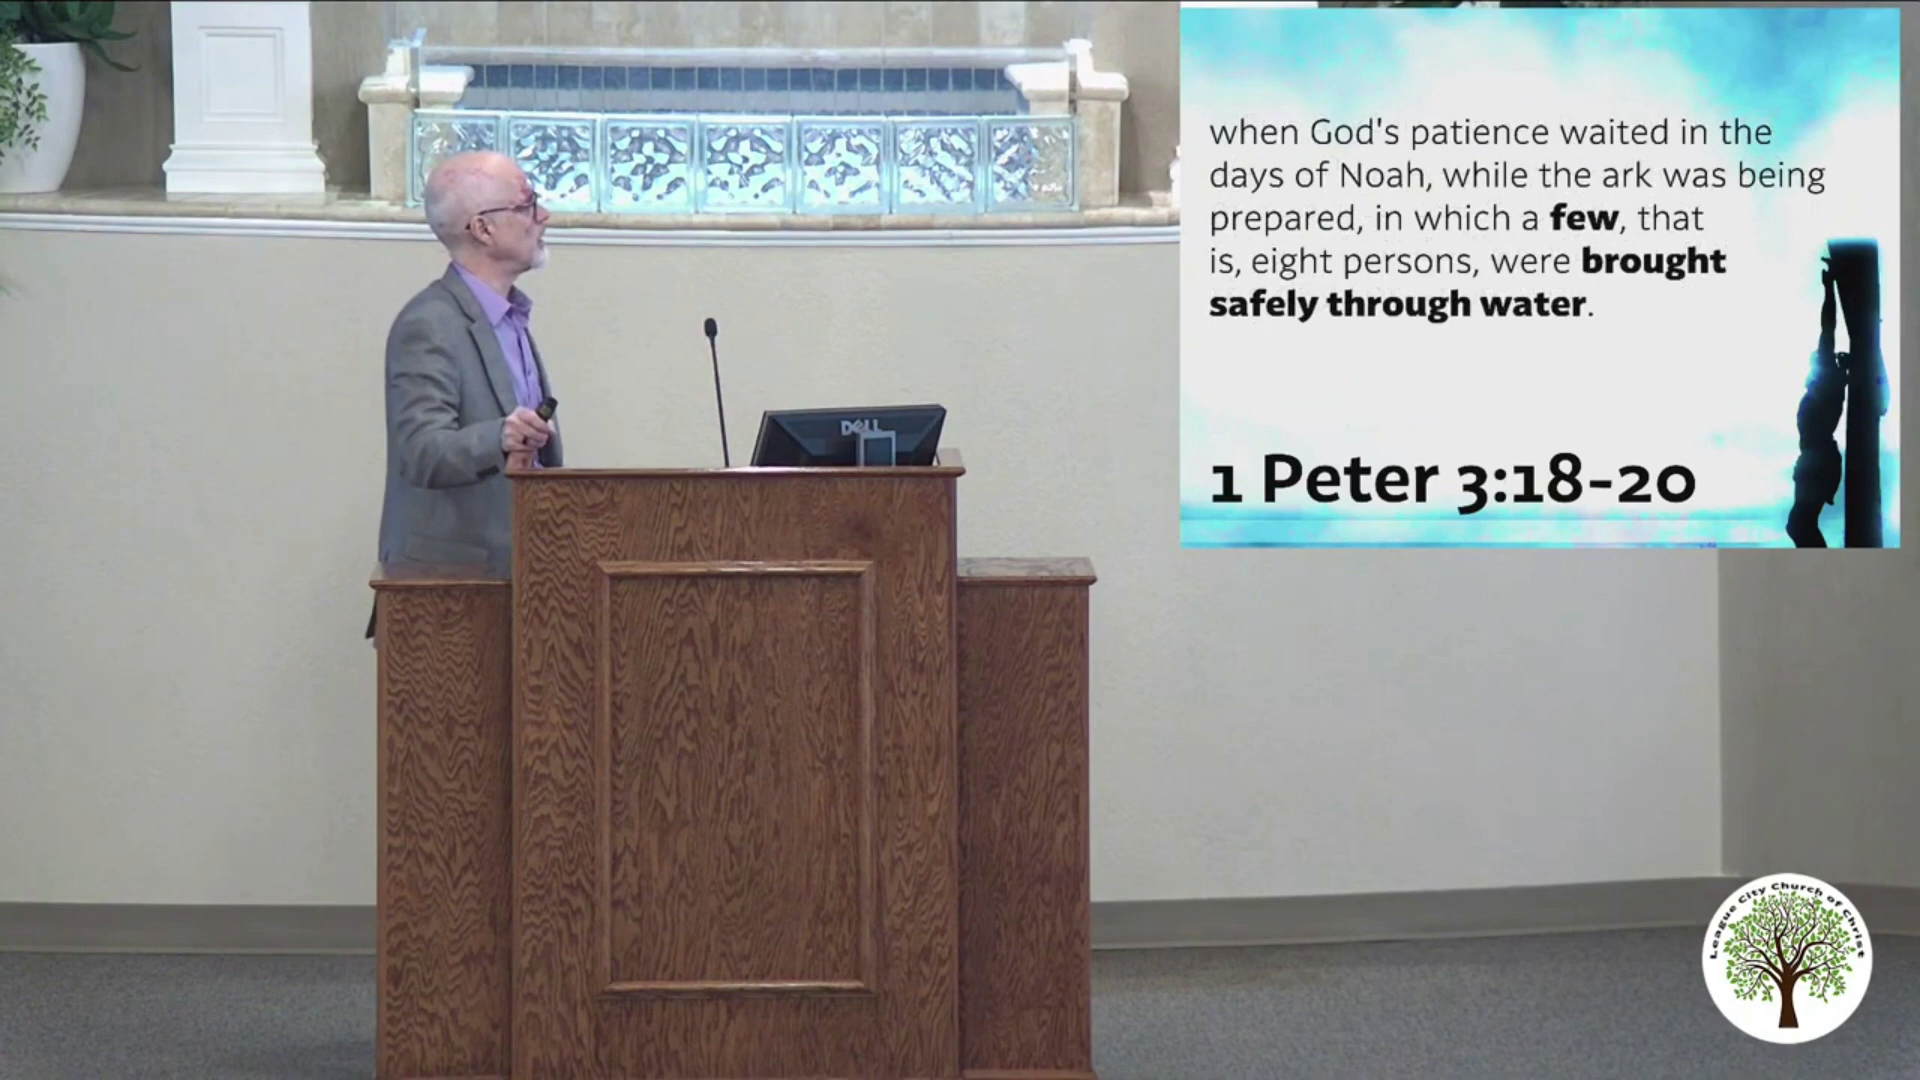 when God's patience waited in the
days of Noah, while the ark was being
prepared, in which a few, that
is, eight persons, were brought
safely through water.
1 Peter 3:18-20
DELL
League City Church of Christ